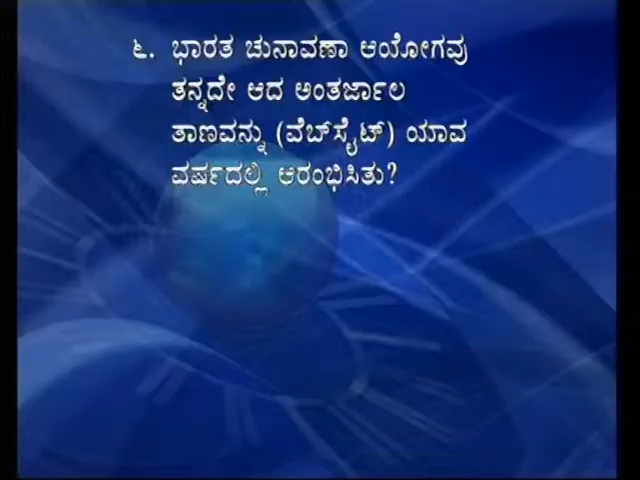 ೬. ಭಾರತ ಚುನಾವಣಾ ಆಯೋಗವು
ತನ್ನದೇ ಆದ ಅಂತರ್ಜಾಲ
ತಾಣವನ್ನು (ವೆಬ್‌ಸೈಟ್) ಯಾವ
ವರ್ಷದಲ್ಲಿ ಆರಂಭಿಸಿತು?